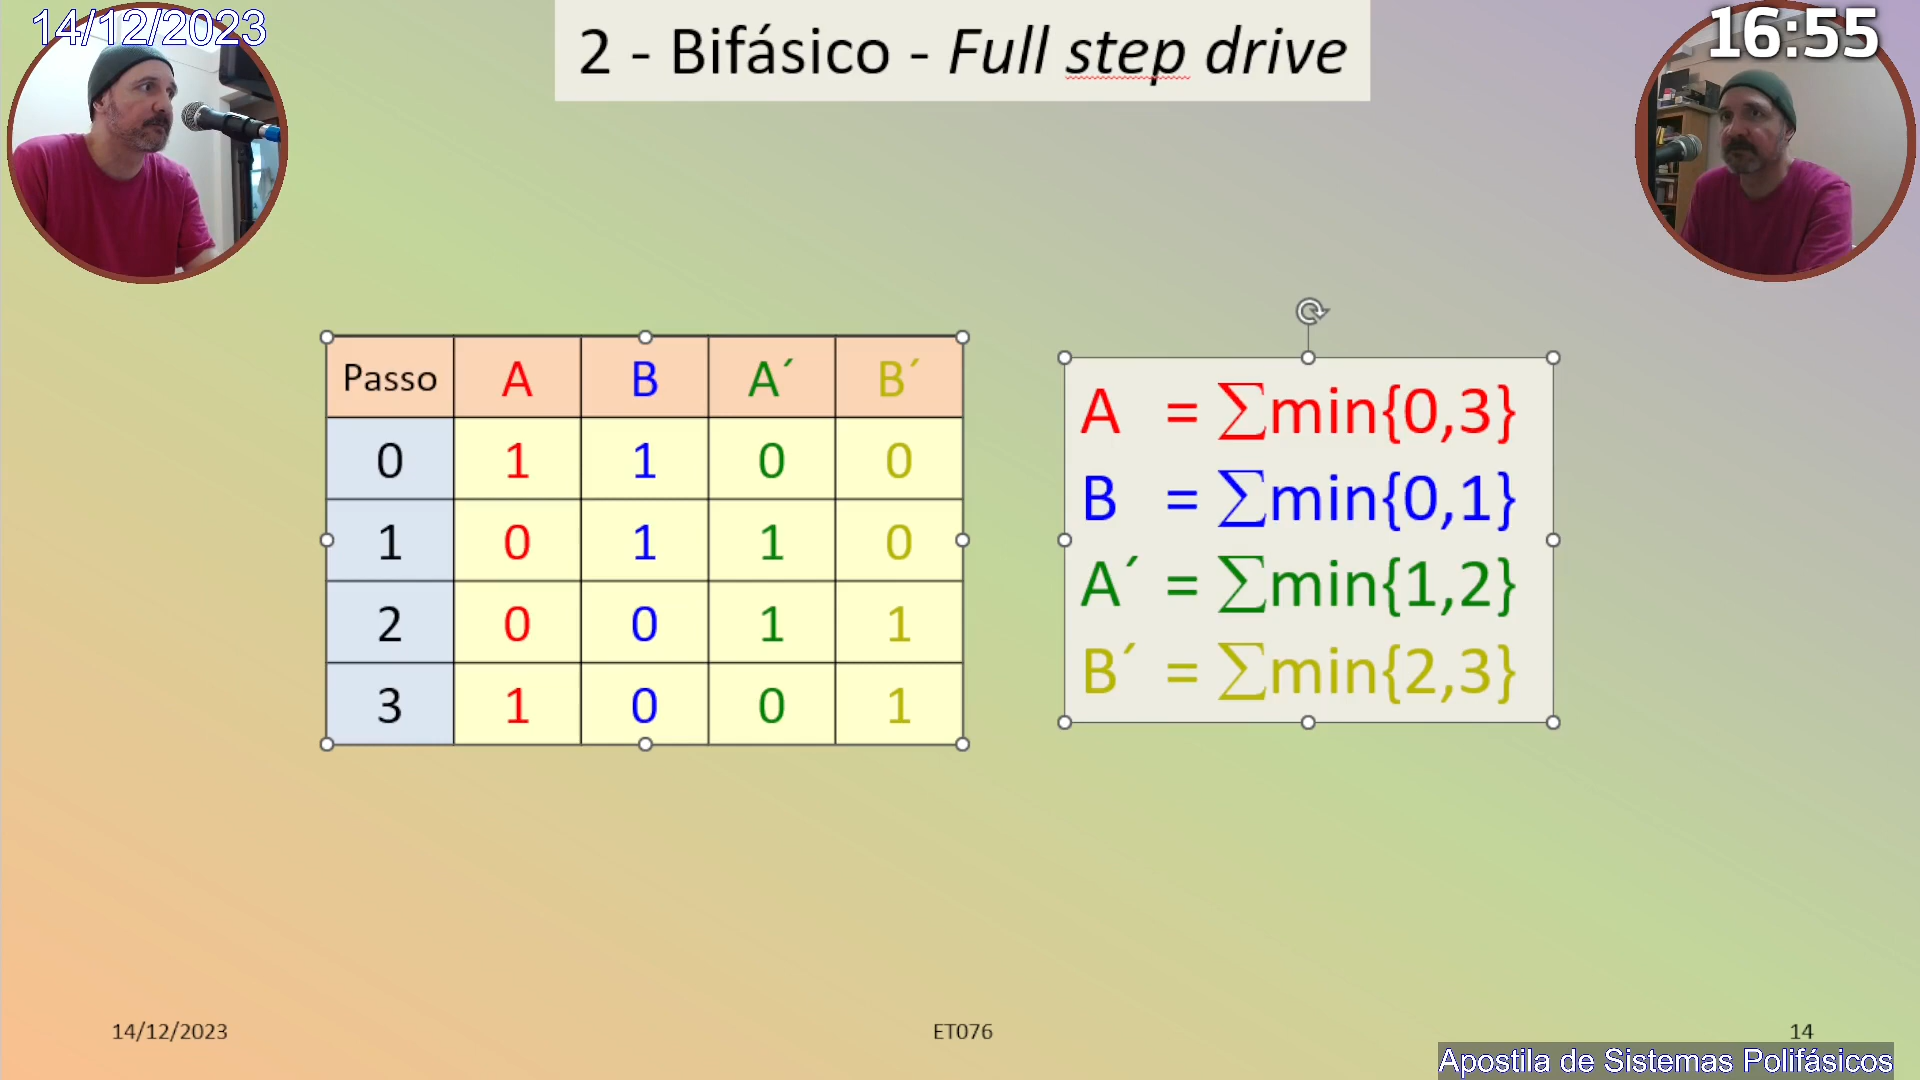 14/12/2023
16:55
2 - Bifásico - Full step drive
Passo A B A´ B´
0 1 1 0 0
1 0 1 1 0
2 0 0 1 1
3 1 0 0 1
A = ∑min{0,3}
B = ∑min{0,1}
A´ = ∑min{1,2}
B´ = ∑min{2,3}
14/12/2023
ET076
14
Apostila de Sistemas Polifásicos